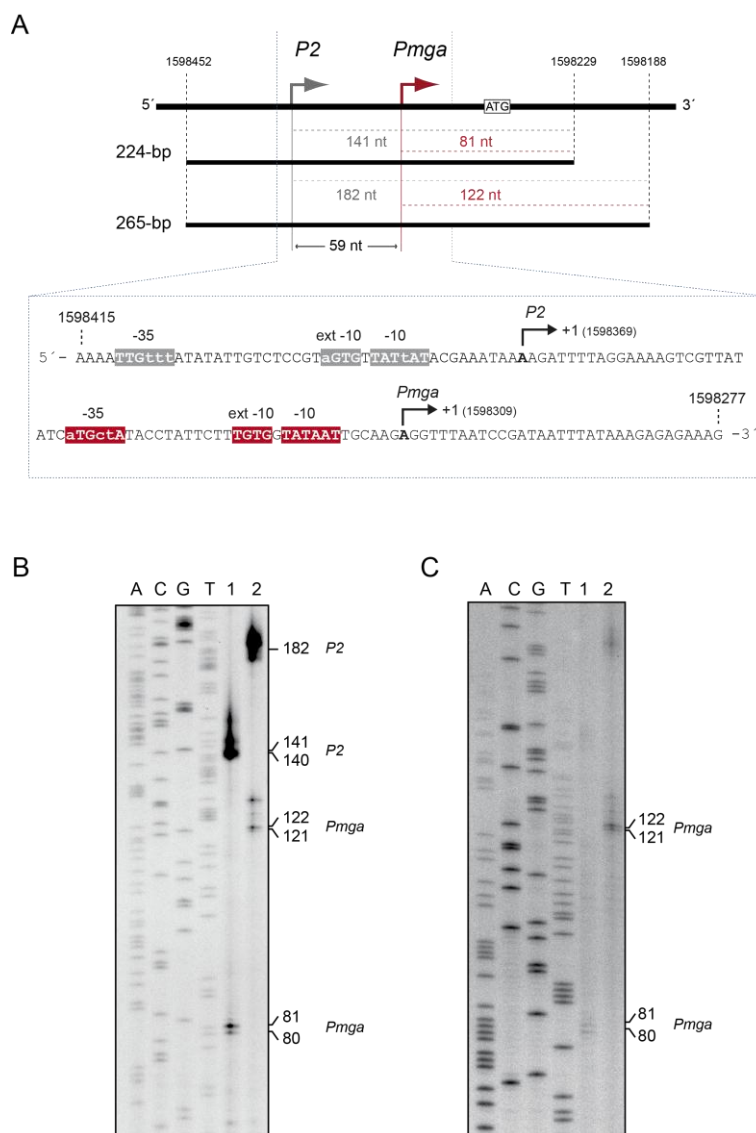 A
P2 Pmga
1598452 1598229 1598188
5´ ATG 3´
141 nt 81 nt
224-bp
182 nt 122 nt
265-bp
59 nt
1598415 -35 ext -10 -10 P2 +1 (1598369)
5´- AAAATTGtttATATATTGTCTCCGTaGTGTTATtATACGAAATAAAAGATTTTAGGAAAAGTCGTTAT
-35 ext -10 -10 Pmga +1 (1598309) 1598277
ATCaTGctATACCTATTCTTTGTGGTATAATTGCAAGAGGTTTAATCCGATAATTTATAAAGAGAGAAAG -3´
B C
A C G T 1 2 A C G T 1 2
182 P2
141 P2
140
122 Pmga 122 Pmga
121 121
81 Pmga 81 Pmga
80 80